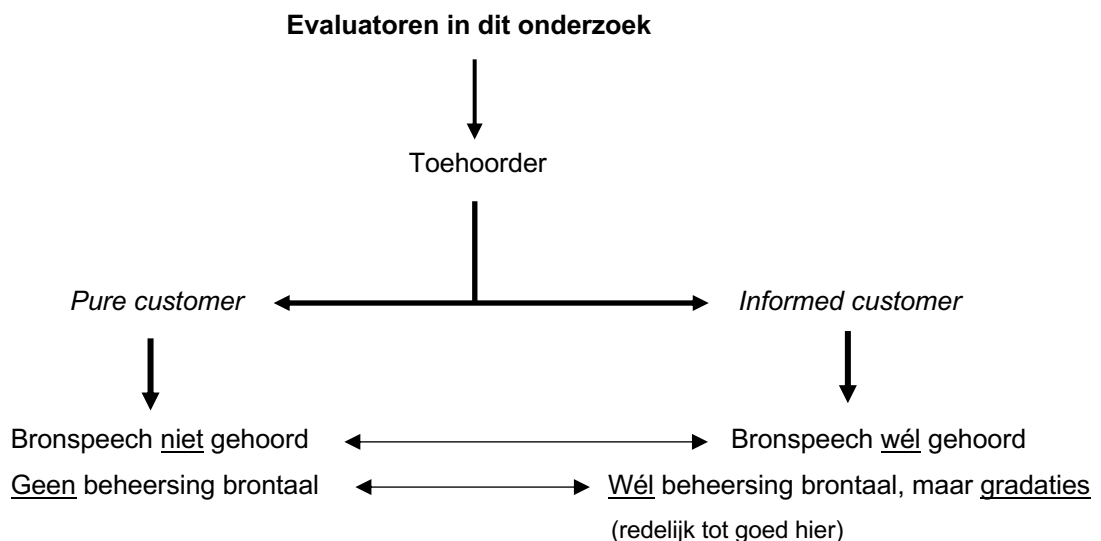 Evaluatoren in dit onderzoek
Toehoorder
Pure customer
Informed customer
Bronspeech niet gehoord
Bronspeech wél gehoord
Geen beheersing brontaal
Wél beheersing brontaal, maar gradaties
(redelijk tot goed hier)